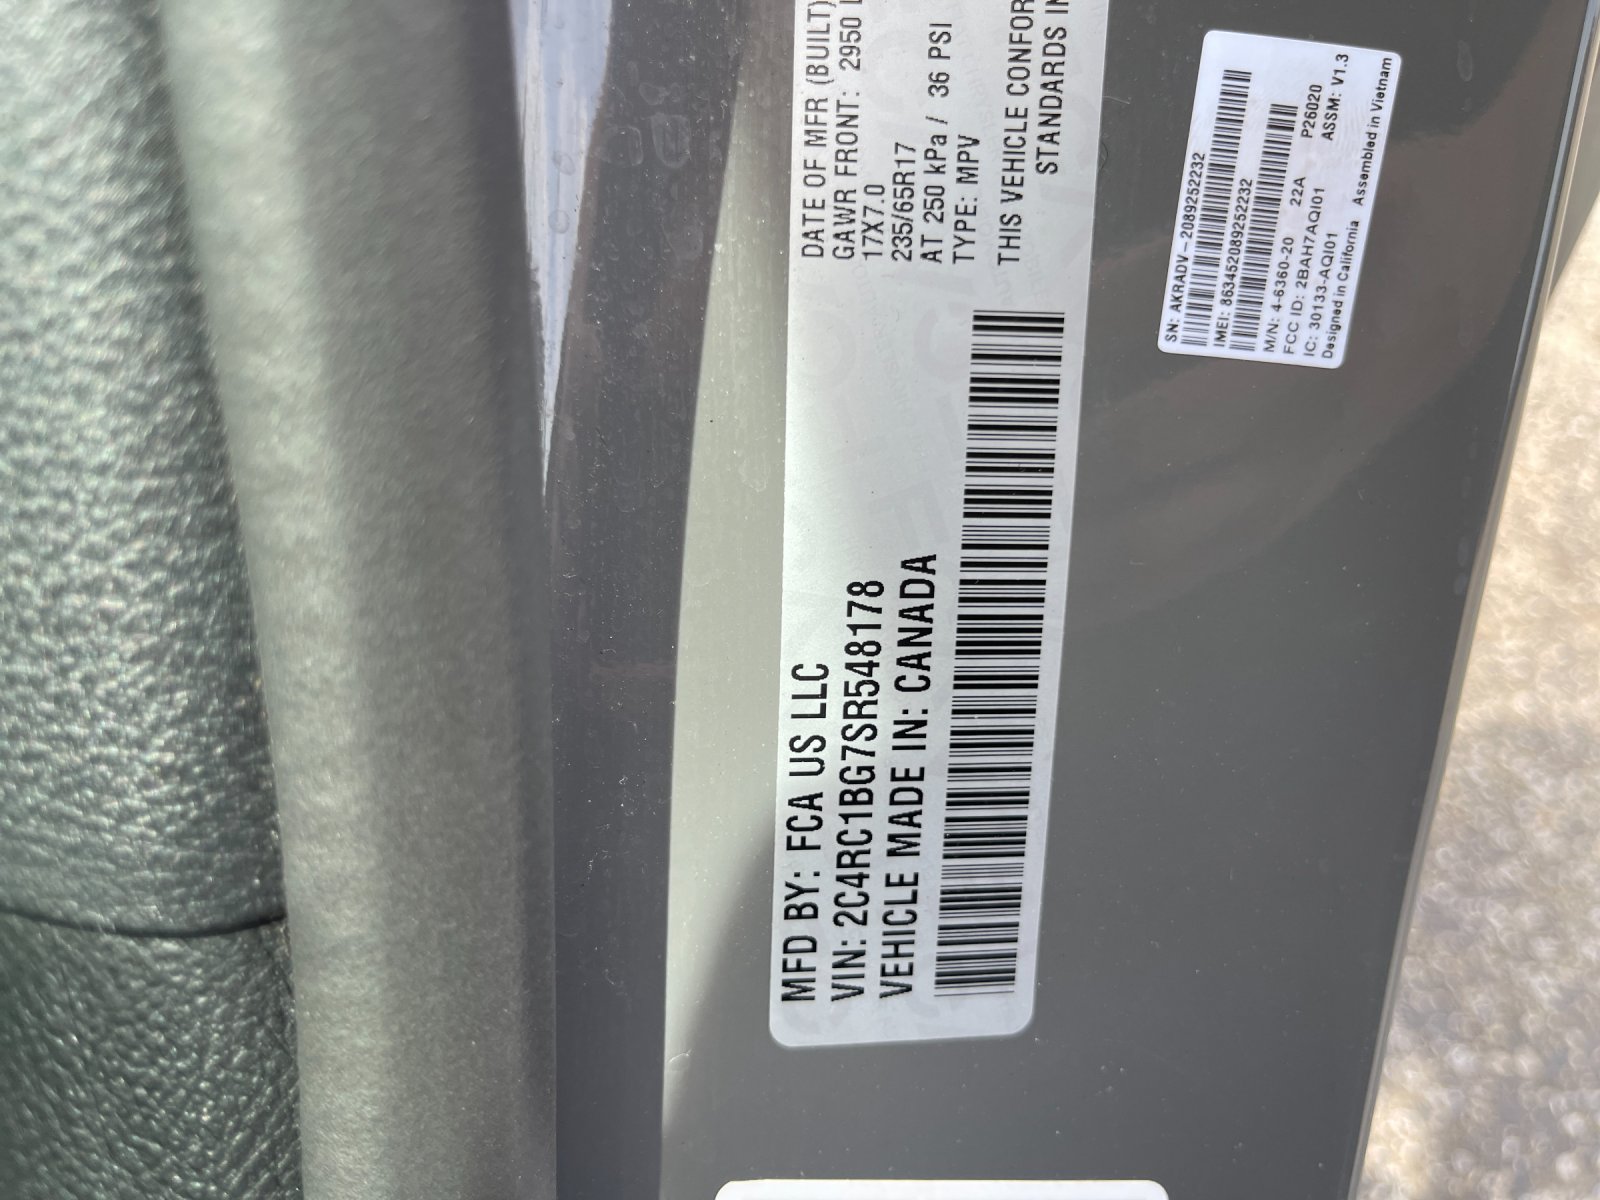 MFD BY: FCA US LLC
VIN: 2C4RC1BG7SR548178
VEHICLE MADE IN: CANADA
DATE OF MFR (BUILT)
GAWR FRONT: 2950
17X7.0
235/65R17
AT 250 kPa / 36 PSI
TYPE: MPV
THIS VEHICLE CONFOR
STANDARDS IN
SN: AKRADV-2089252232
IMEI: 863452089252232
M/N: 4-6360-20 22A P26020
FCC ID: 2BAH7AQI01 ASSM: V1.3
IC: 30133-AQI01
Designed in California Assembled in Vietnam